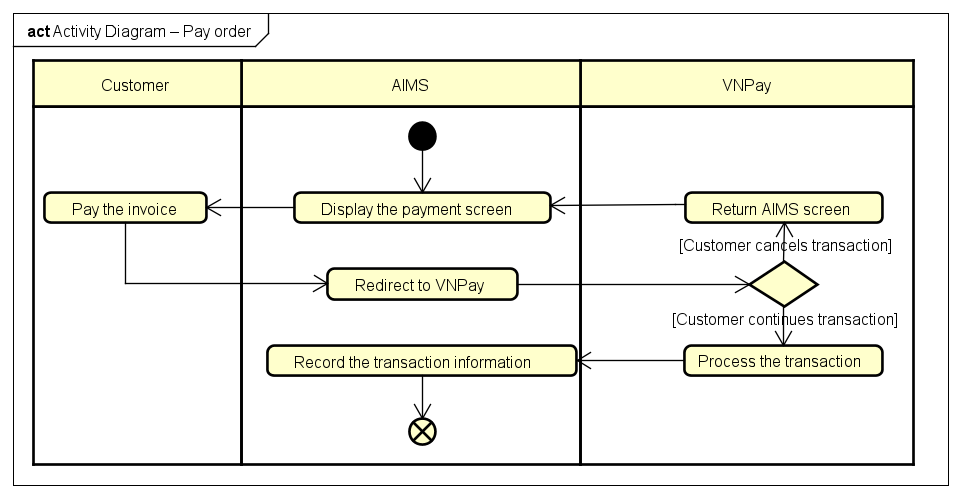 act Activity Diagram – Pay order
Customer
AIMS
VNPay
Pay the invoice
Display the payment screen
Return AIMS screen
[Customer cancels transaction]
Redirect to VNPay
[Customer continues transaction]
Record the transaction information
Process the transaction